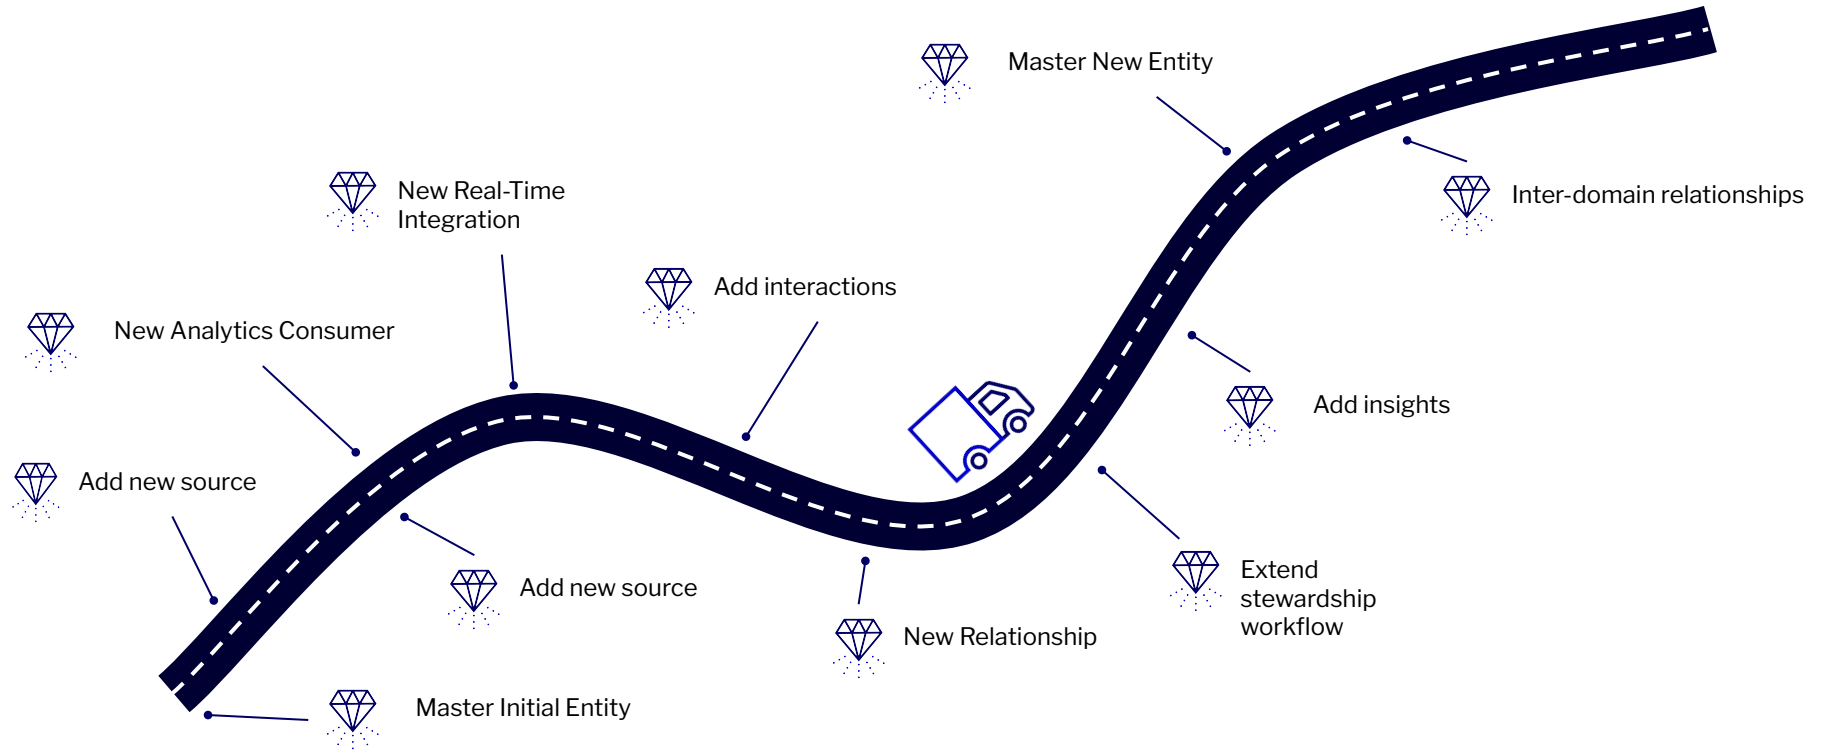 Master New Entity
New Real-Time
Integration
Inter-domain relationships
Add interactions
New Analytics Consumer
Add insights
Add new source
Extend
stewardship
workflow
Add new source
New Relationship
Master Initial Entity